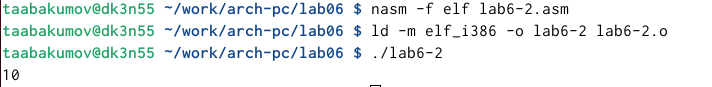 taabakumov@dk3n55 ~/work/arch-pc/lab06 $ nasm -f elf lab6-2.asm
taabakumov@dk3n55 ~/work/arch-pc/lab06 $ ld -m elf_i386 -o lab6-2 lab6-2.o
taabakumov@dk3n55 ~/work/arch-pc/lab06 $ ./lab6-2
10